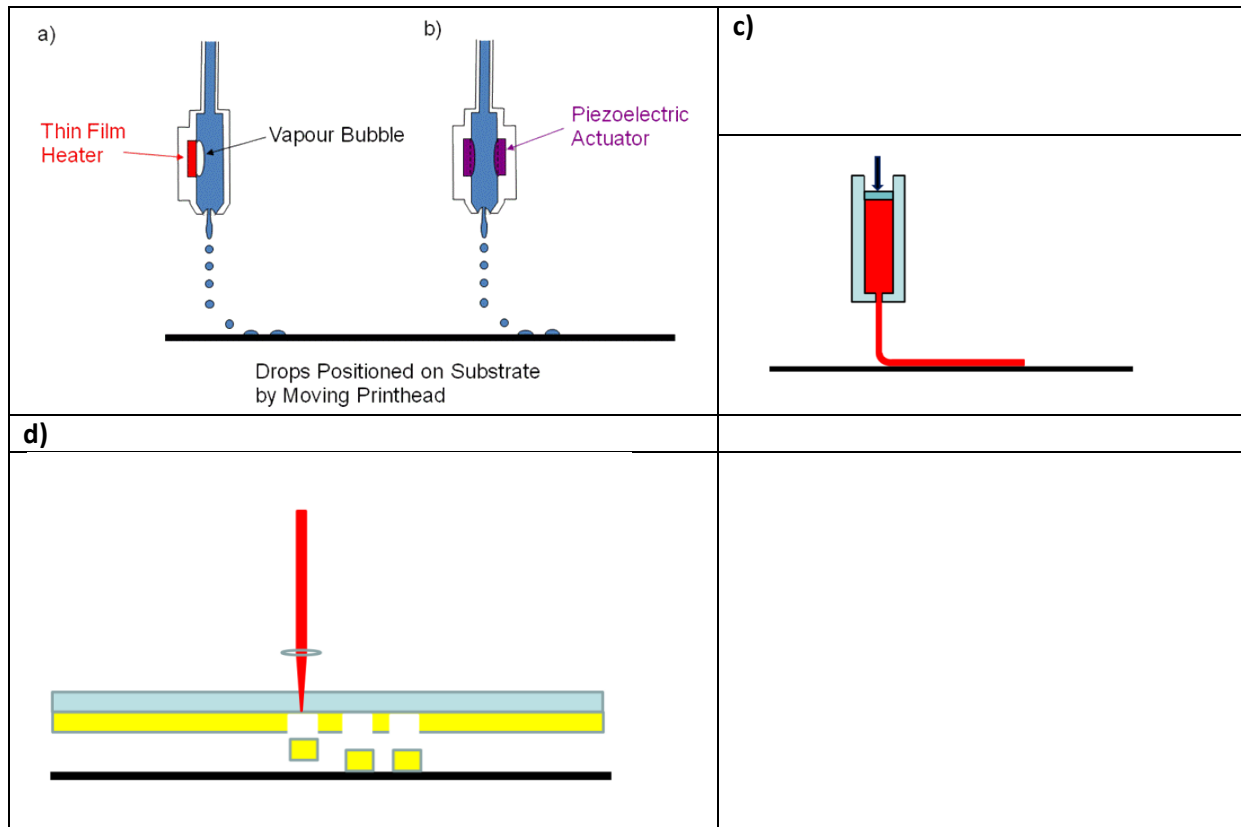 a)
b)
c)
Thin Film
Heater
Vapour Bubble
Piezoelectric
Actuator
Drops Positioned on Substrate
by Moving Printhead
d)